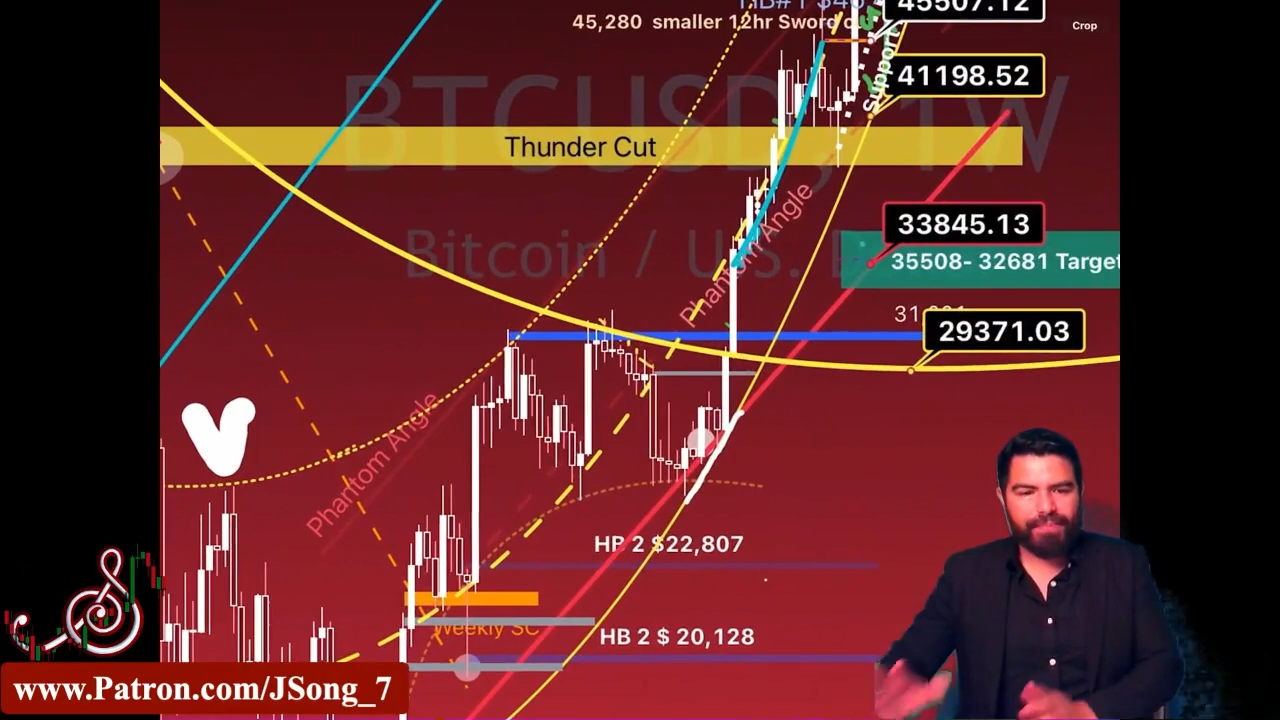 45507.12
45,280 smaller 12hr Sword
Crop
Support
41198.52
BTCUSD, 1W
Thunder Cut
33845.13
Bitcoin / U.S.
35508- 32681 Target
Phantom Angle
29371.03
Phantom Angle
HB 2 $22,807
Weekly SC
HB 2 $ 20,128
www.Patron.com/JSong_7